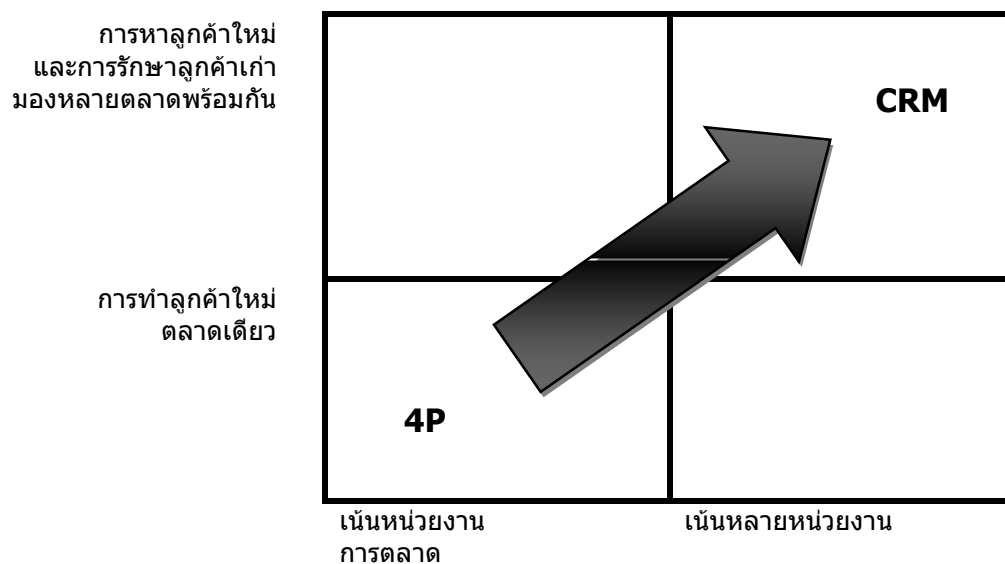 การหาลูกค้าใหม่
และการรักษาลูกค้าเก่า
มองหลายตลาดพร้อมกัน
CRM
การทำลูกค้าใหม่
ตลาดเดียว
4P
เน้นหน่วยงาน
การตลาด
เน้นหลายหน่วยงาน